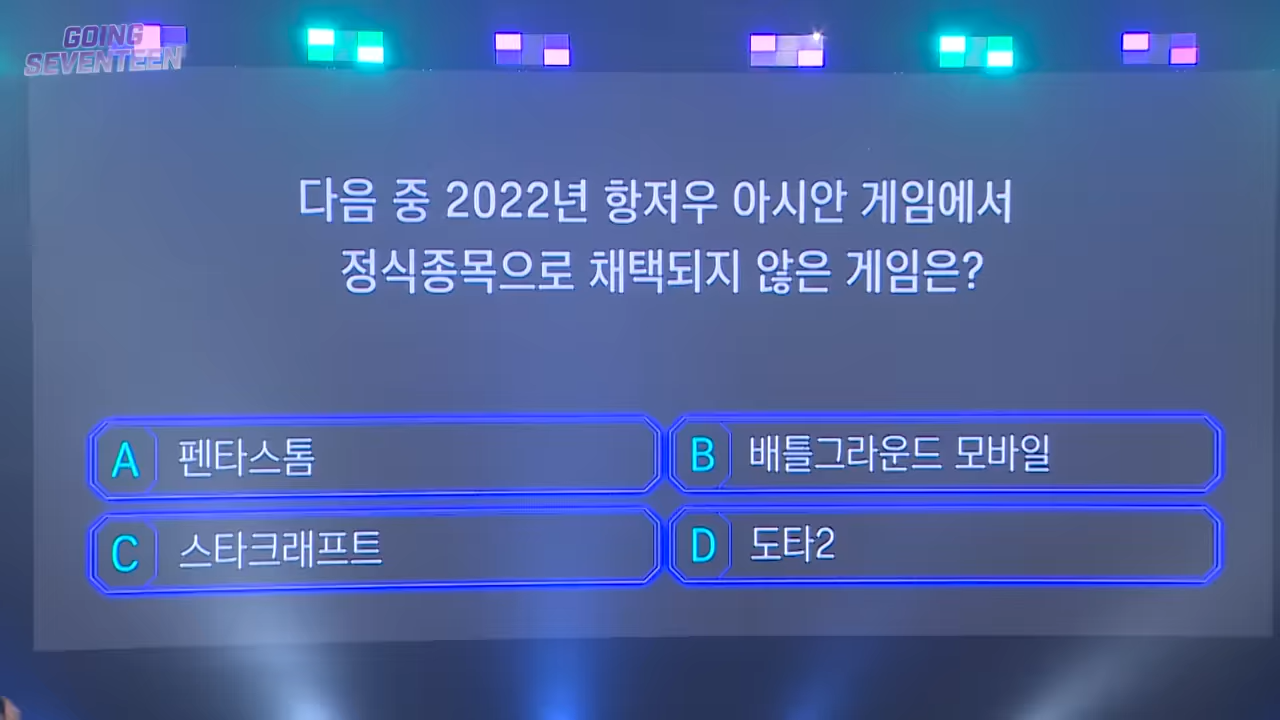 GOING
SEVENTEEN
다음 중 2022년 항저우 아시안 게임에서
정식종목으로 채택되지 않은 게임은?
A 펜타스톰
B 배틀그라운드 모바일
C 스타크래프트
D 도타2